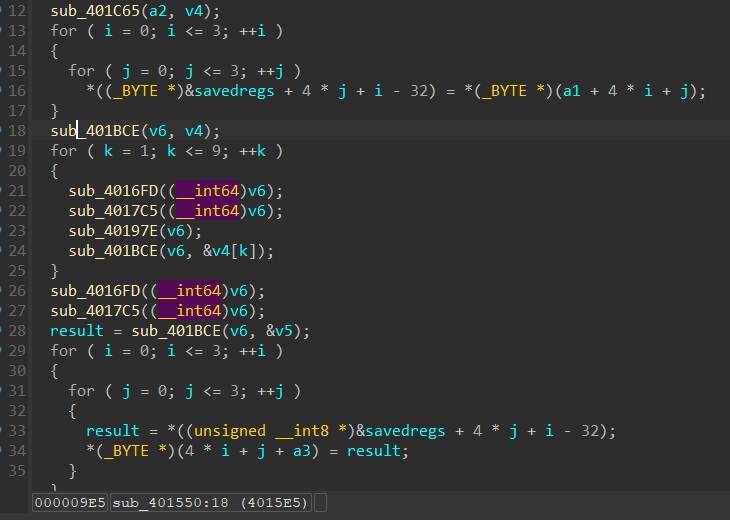 12 sub_401C65(a2, v4);
13 for ( i = 0; i <= 3; ++i )
14 {
15 for ( j = 0; j <= 3; ++j )
16 *((_BYTE *)&savedregs + 4 * j + i - 32) = *(_BYTE *)(a1 + 4 * i + j);
17 }
18 sub_401BCE(v6, v4);
19 for ( k = 1; k <= 9; ++k )
20 {
21 sub_4016FD((__int64)v6);
22 sub_4017C5((__int64)v6);
23 sub_40197E(v6);
24 sub_401BCE(v6, &v4[k]);
25 }
26 sub_4016FD((__int64)v6);
27 sub_4017C5((__int64)v6);
28 result = sub_401BCE(v6, &v5);
29 for ( i = 0; i <= 3; ++i )
30 {
31 for ( j = 0; j <= 3; ++j )
32 {
33 result = *((unsigned __int8 *)&savedregs + 4 * j + i - 32);
34 *(_BYTE *)(4 * i + j + a3) = result;
35 }
}
000009E5 sub_401550:18 (4015E5)